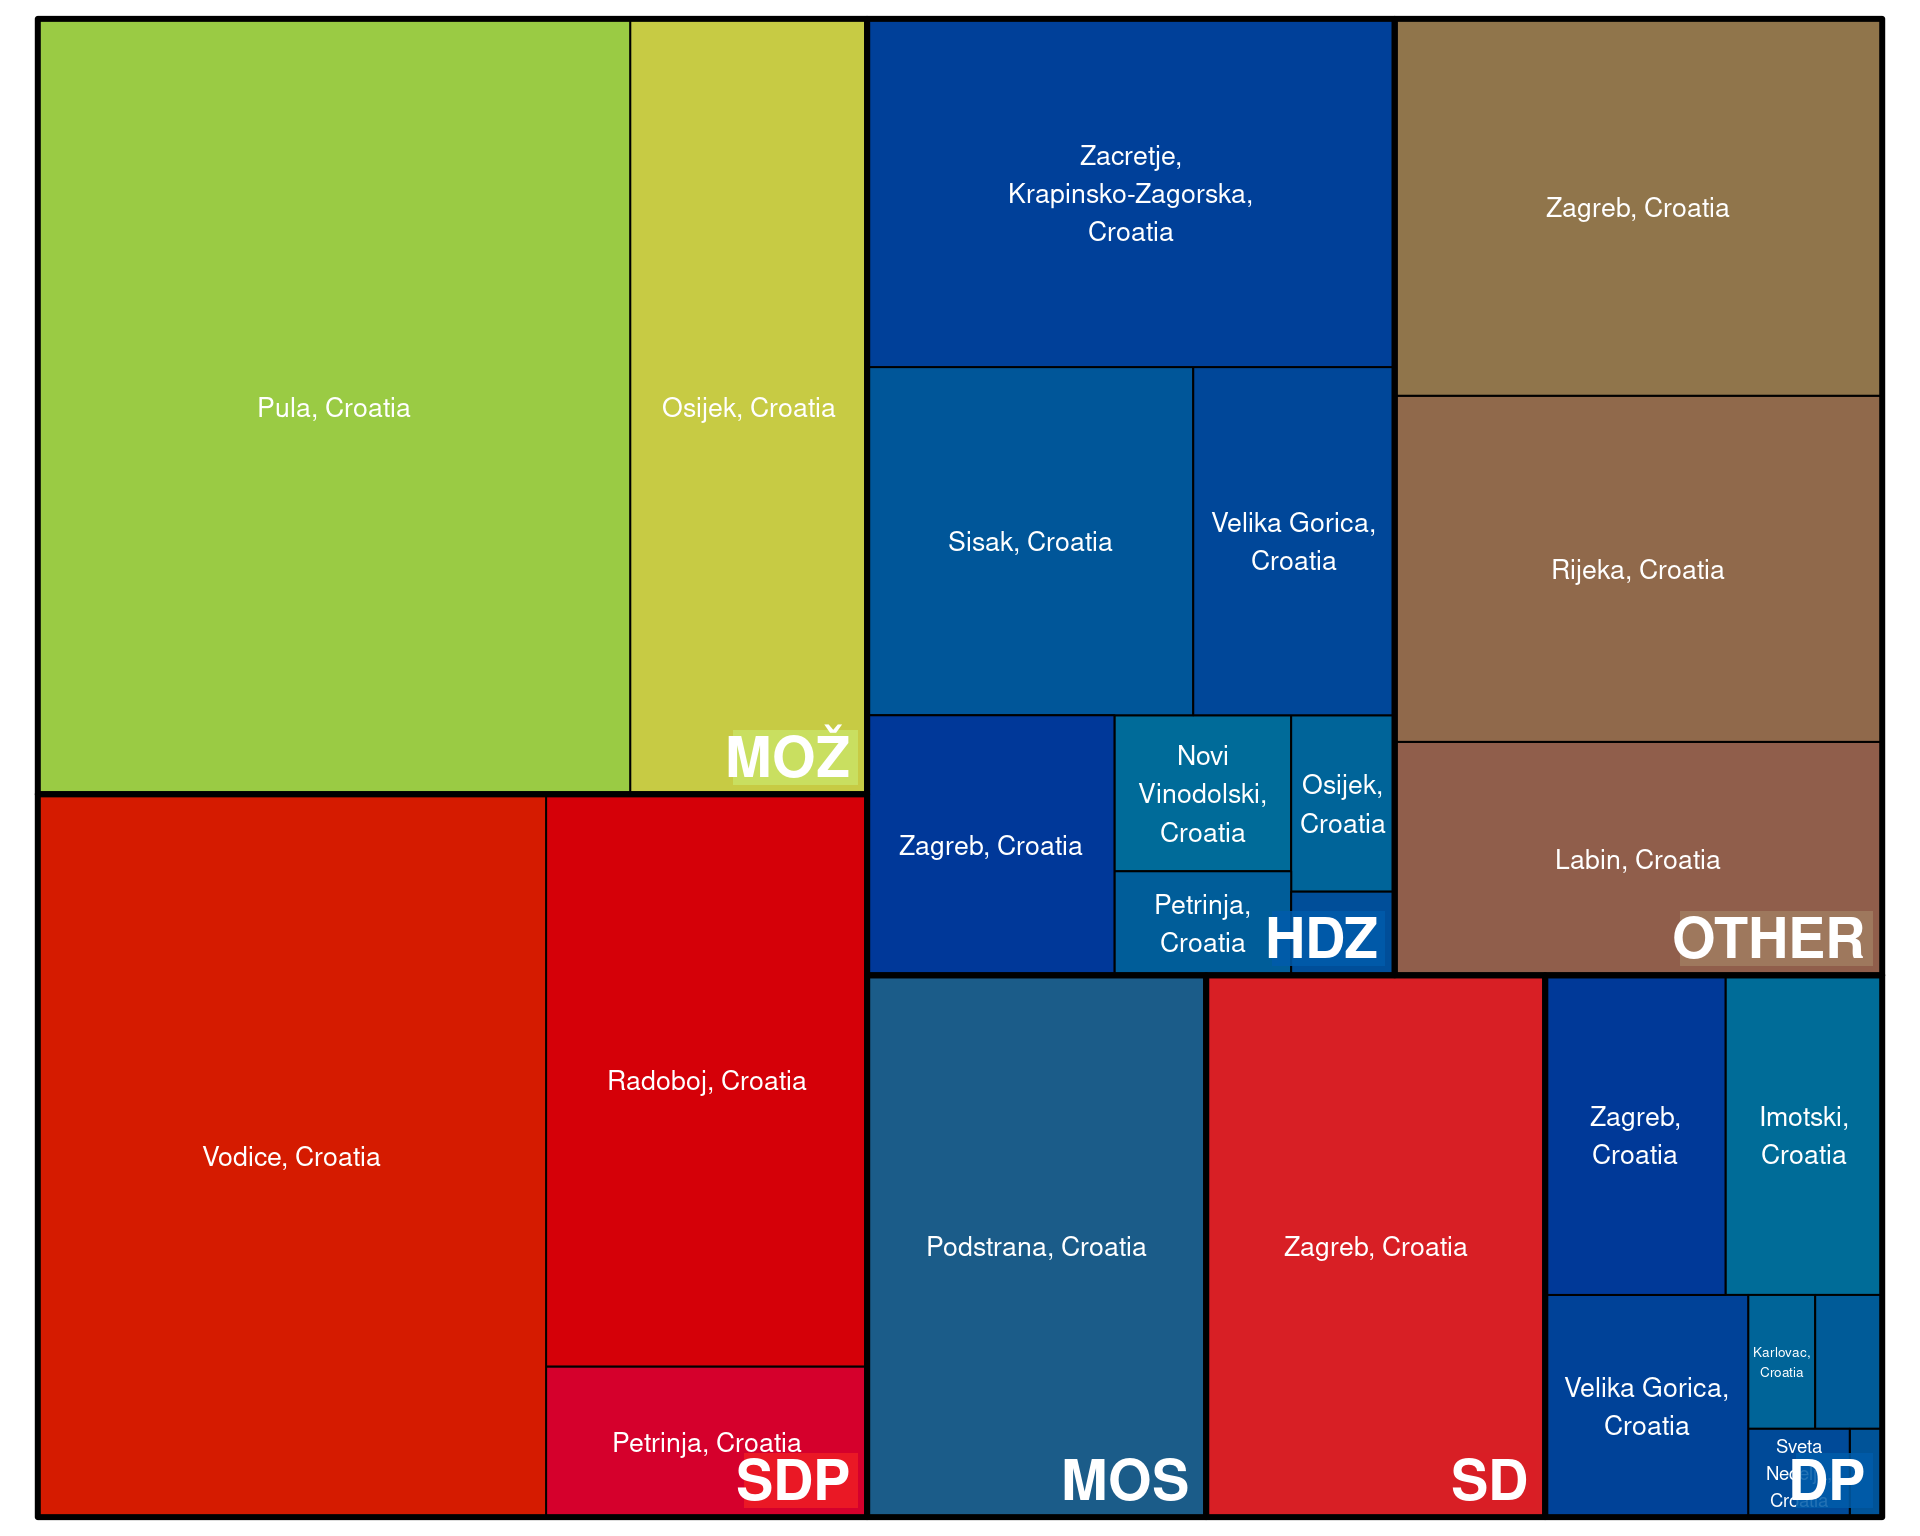 Pula, Croatia
Osijek, Croatia
MOŽ
Vodice, Croatia
Radoboj, Croatia
Petrinja, Croatia
SDP
Zacretje,
Krapinsko-Zagorska,
Croatia
Sisak, Croatia
Velika Gorica,
Croatia
Zagreb, Croatia
Novi
Vinodolski,
Croatia
Osijek,
Croatia
Petrinja,
Croatia
HDZ
Zagreb, Croatia
Rijeka, Croatia
Labin, Croatia
OTHER
Podstrana, Croatia
MOS
Zagreb, Croatia
SD
Zagreb,
Croatia
Imotski,
Croatia
Velika Gorica,
Croatia
Karlovac,
Croatia
Sveta
Croatia
DP